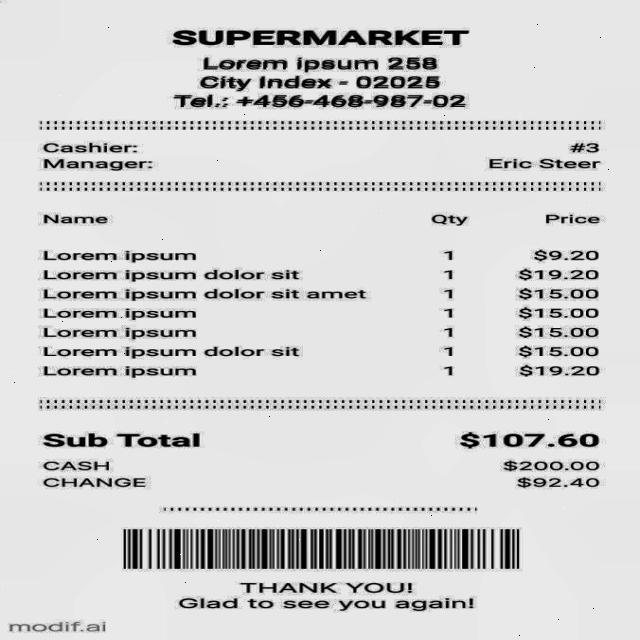 SUPERMARKET
Lorem ipsum 258
City Index - 02025
Tel.: +456-468-987-02
Cashier: #3
Manager: Eric Steer
Name Qty Price
Lorem ipsum 1 $9.20
Lorem ipsum dolor sit 1 $19.20
Lorem ipsum dolor sit amet 1 $15.00
Lorem ipsum 1 $15.00
Lorem ipsum 1 $15.00
Lorem ipsum dolor sit 1 $15.00
Lorem ipsum 1 $19.20
Sub Total $107.60
CASH $200.00
CHANGE $92.40
THANK YOU!
Glad to see you again!
modif.ai